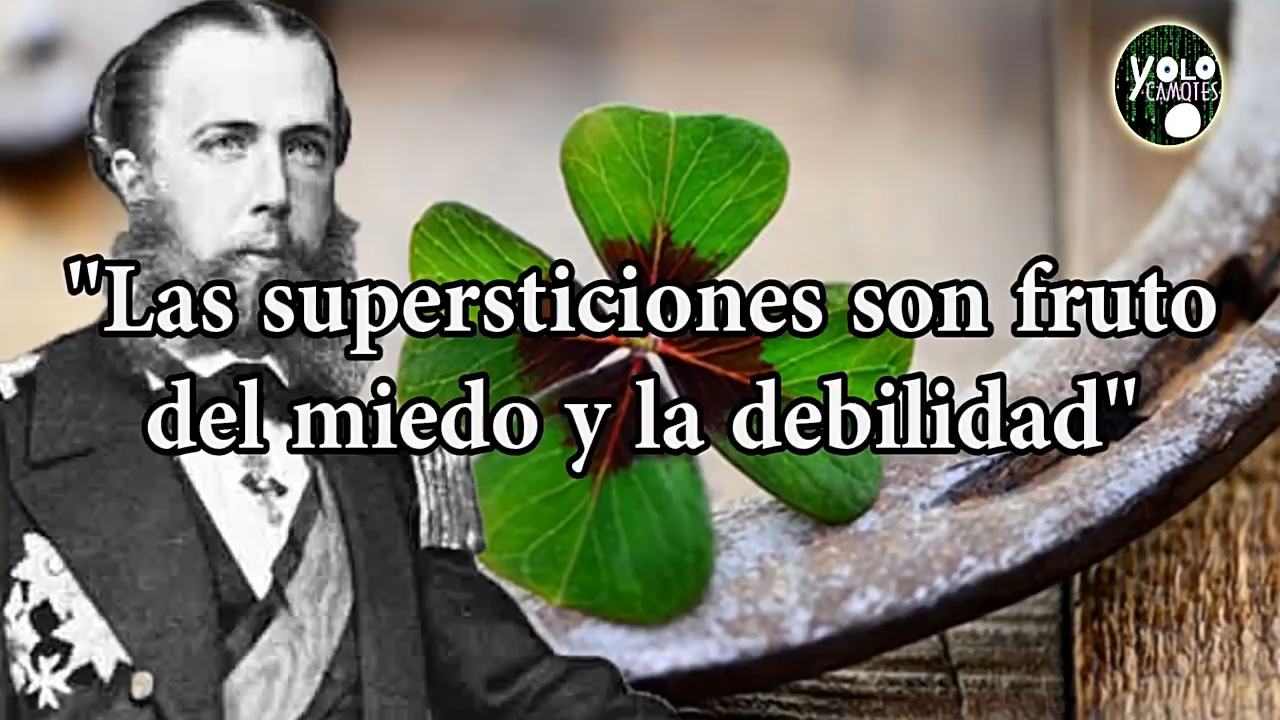 YOLO
CAMOTES
"Las supersticiones son fruto
del miedo y la debilidad"